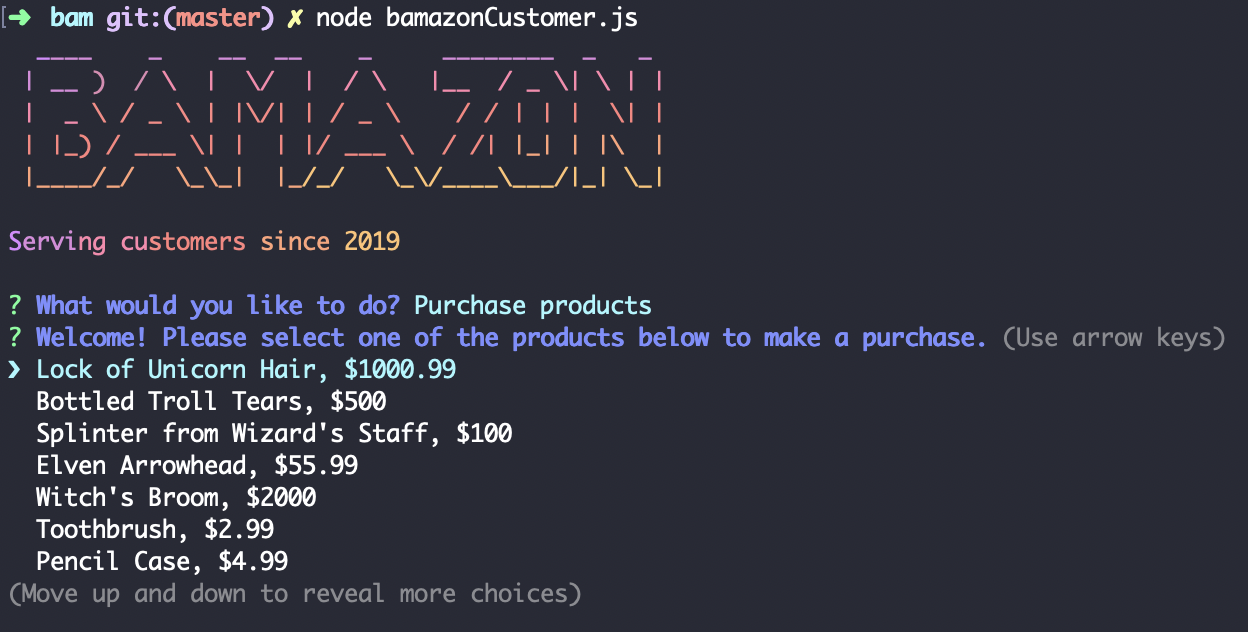 ➜ bam git:(master) ✗ node bamazonCustomer.js
BAMAZON
Serving customers since 2019
? What would you like to do? Purchase products
? Welcome! Please select one of the products below to make a purchase. (Use arrow keys)
❯ Lock of Unicorn Hair, $1000.99
Bottled Troll Tears, $500
Splinter from Wizard's Staff, $100
Elven Arrowhead, $55.99
Witch's Broom, $2000
Toothbrush, $2.99
Pencil Case, $4.99
(Move up and down to reveal more choices)